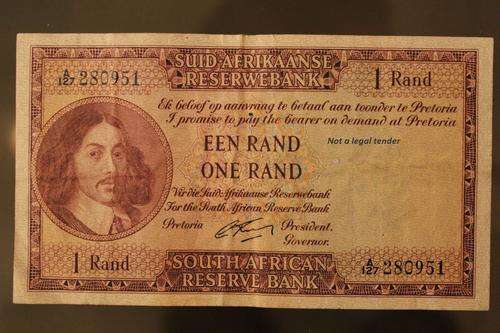 SUID-AFRIKAANSE
RESERWEBANK
A/127 280951
1 Rand
Ek beloof op aanvraag te betaal aan toonder te Pretoria
I promise to pay the bearer on demand at Pretoria
EEN RAND
Not a legal tender
ONE RAND
Vir die Suid-Afrikaanse Reserwebank
For the South African Reserve Bank
Pretoria
President.
Governor.
1 Rand
SOUTH AFRICAN
RESERVE BANK
A/127 280951